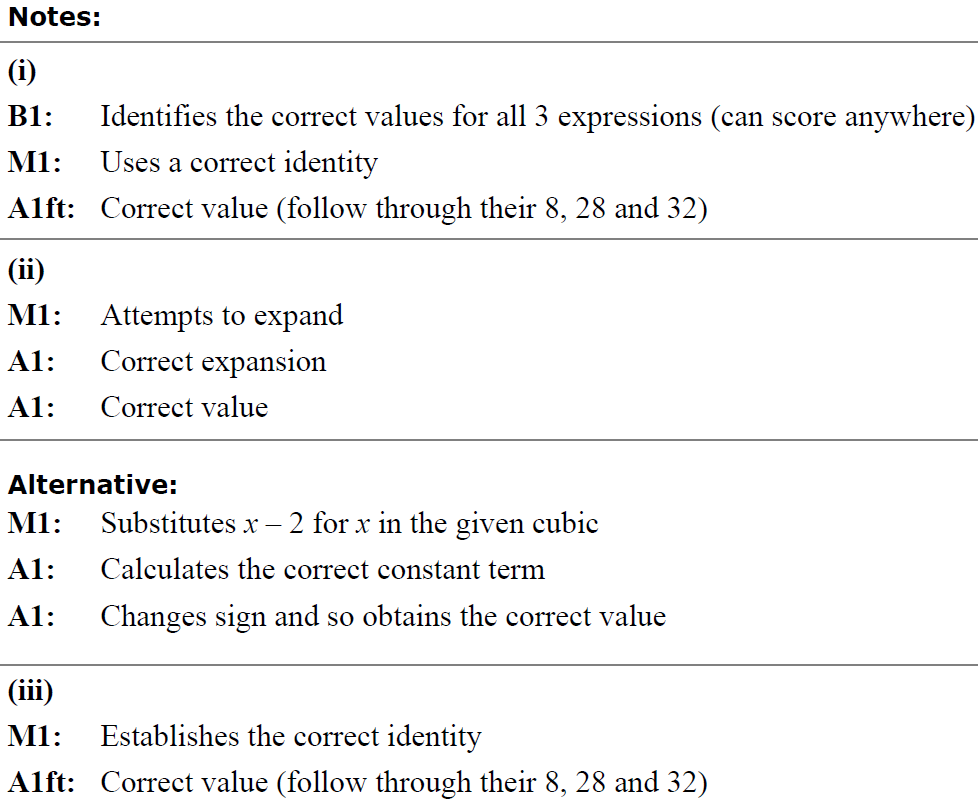 Notes:
(i)
B1: Identifies the correct values for all 3 expressions (can score anywhere)
M1: Uses a correct identity
A1ft: Correct value (follow through their 8, 28 and 32)
(ii)
M1: Attempts to expand
A1: Correct expansion
A1: Correct value
Alternative:
M1: Substitutes x – 2 for x in the given cubic
A1: Calculates the correct constant term
A1: Changes sign and so obtains the correct value
(iii)
M1: Establishes the correct identity
A1ft: Correct value (follow through their 8, 28 and 32)